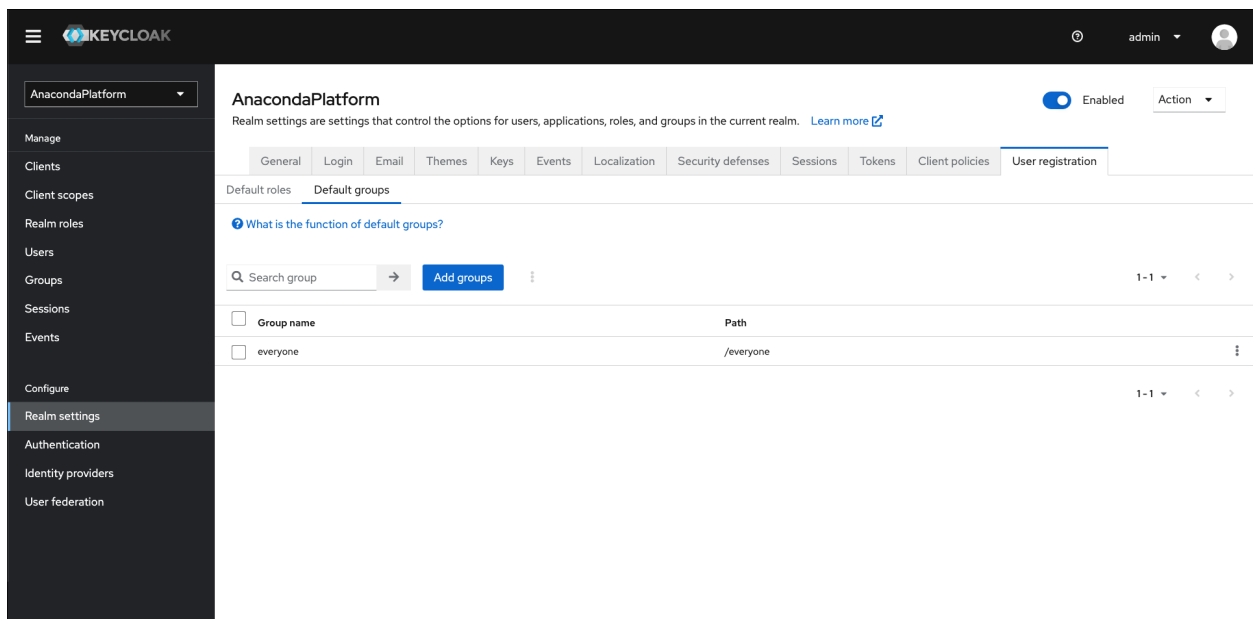 KEYCLOAK
admin
AnacondaPlatform
Manage
Clients
Client scopes
Realm roles
Users
Groups
Sessions
Events
Configure
Realm settings
Authentication
Identity providers
User federation
AnacondaPlatform
Enabled
Action
Realm settings are settings that control the options for users, applications, roles, and groups in the current realm. Learn more
General Login Email Themes Keys Events Localization Security defenses Sessions Tokens Client policies User registration
Default roles Default groups
What is the function of default groups?
Search group Add groups 1-1
Group name Path
everyone /everyone
1-1